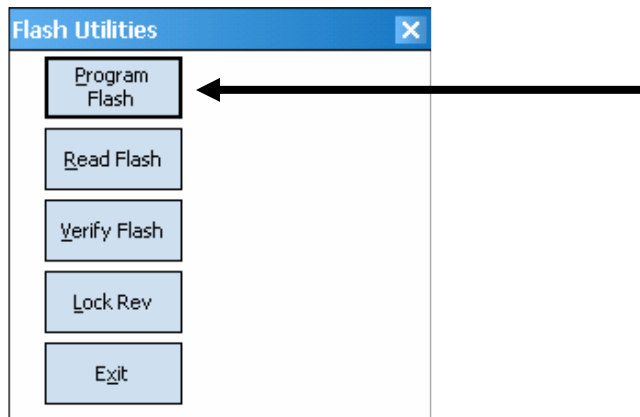 Flash Utilities
Program
Flash
Read Flash
Verify Flash
Lock Rev
Exit